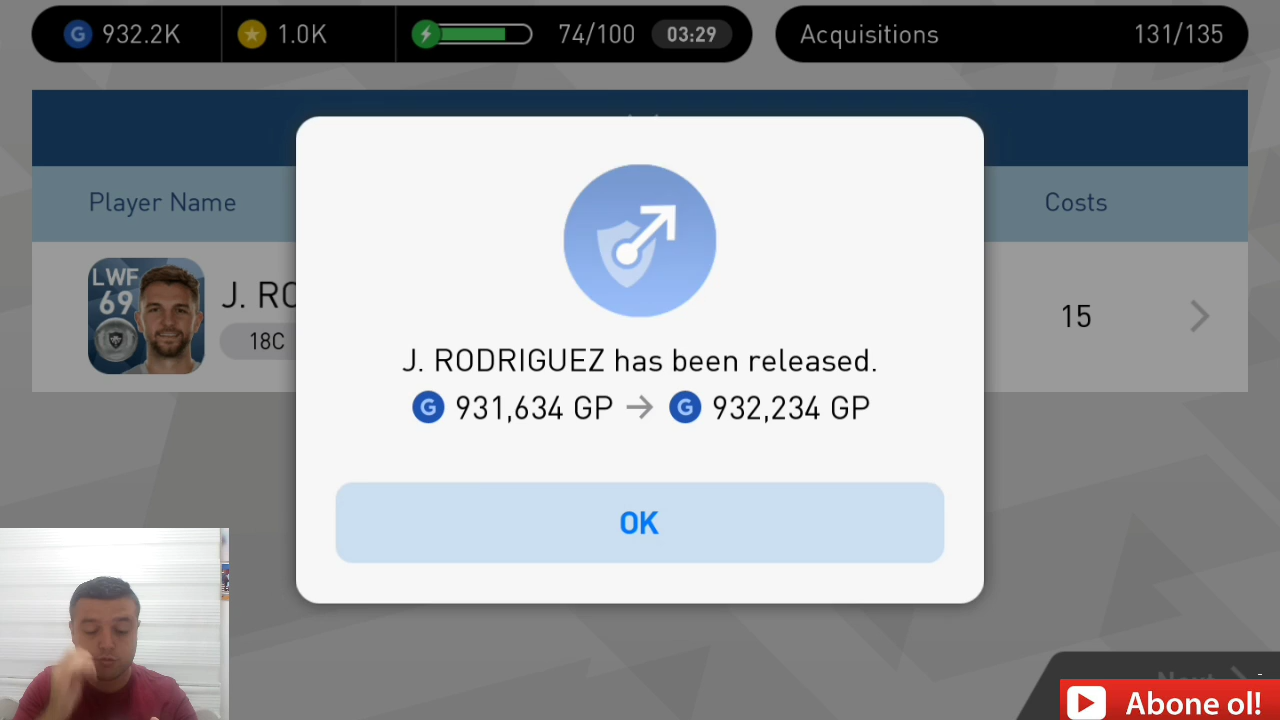 932.2K 1.0K 74/100 03:29 Acquisitions 131/135
Player Name Costs
LWF
69
J. RO
18C
15
J. RODRIGUEZ has been released.
G 931,634 GP → G 932,234 GP
OK
Next
Abone ol!